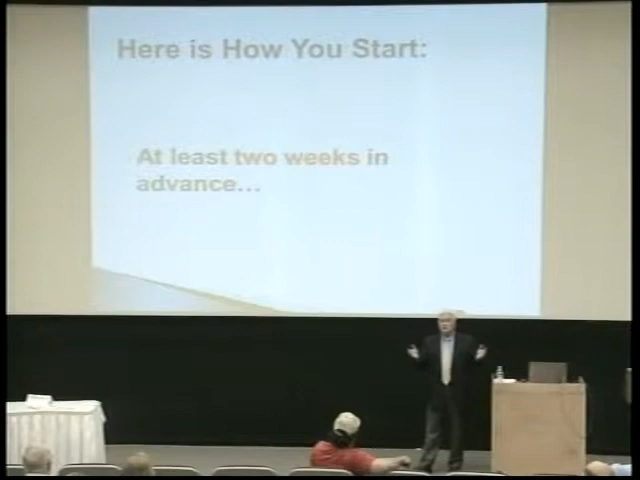 Here is How You Start:
At least two weeks in
advance...